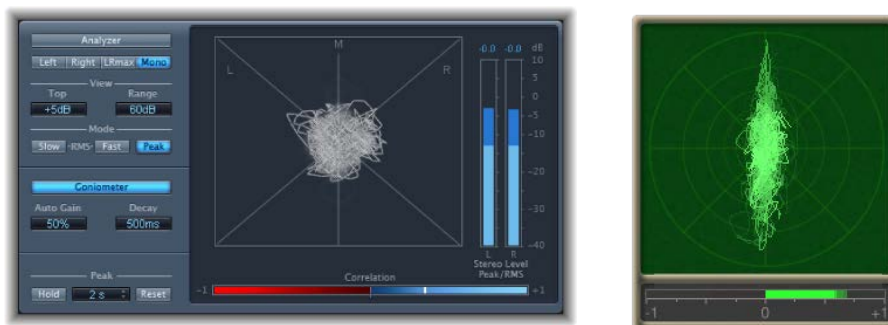 Analyzer
Left Right LRmax Mono
View
Top Range
+5dB 60dB
Mode
Slow RMS Fast Peak
Goniometer
Auto Gain Decay
50% 500ms
Peak
Hold 2 s Reset
M
L R
-0.0 -0.0 dB
10
5
0
-5
-10
-20
-30
-40
L R
Stereo Level
Peak/RMS
Correlation
-1 +1
-1 0 +1